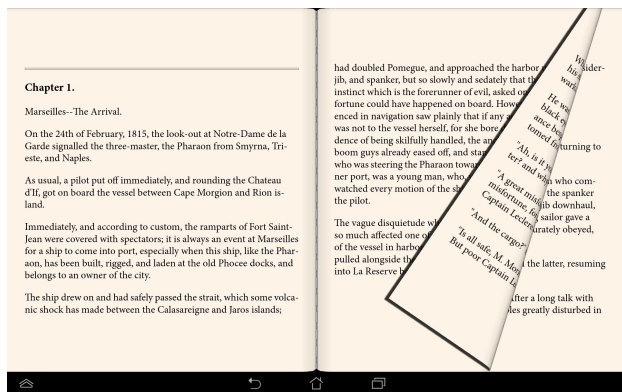 Chapter 1.
Marseilles--The Arrival.
On the 24th of February, 1815, the look-out at Notre-Dame de la
Garde signalled the three-master, the Pharaon from Smyrna, Tri-
este, and Naples.
As usual, a pilot put off immediately, and rounding the Chateau
d'If, got on board the vessel between Cape Morgion and Rion is-
land.
Immediately, and according to custom, the ramparts of Fort Saint-
Jean were covered with spectators; it is always an event at Marseilles
for a ship to come into port, especially when this ship, like the Phar-
aon, has been built, rigged, and laden at the old Phocee docks, and
belongs to an owner of the city.
The ship drew on and had safely passed the strait, which some volca-
nic shock has made between the Calasareigne and Jaros islands;
had doubled Pomegue, and approached the harbor
jib, and spanker, but so slowly and sedately that
instinct which is the forerunner of evil, asked
fortune could have happened on board.
enced in navigation saw plainly that if any
was not to the vessel herself, for she bore
dence of being skilfully handled, the
boom guys already eased off, and
who was steering the Pharaon
ner port, was a young man, who,
watched every motion of the
the pilot.
The vague disquietude
so much affected one of
of the vessel in
pulled alongside
into La Reserve
his
He
black
"Ah, is it
ter? and
"A great
misfortune,
Captain
"And the cargo?"
"Is all safe, M.
But poor Captain
sider-
turning to
who com-
the spanker
downhaul,
sailor gave a
obeyed,
the latter, resuming
After a long talk with
greatly disturbed in